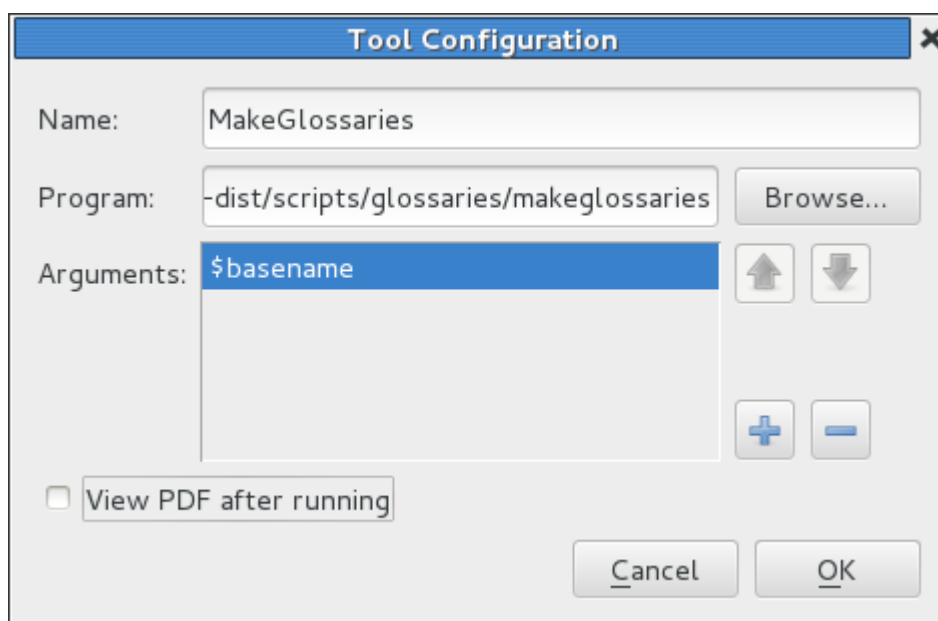 Tool Configuration
Name: MakeGlossaries
Program: -dist/scripts/glossaries/makeglossaries Browse...
Arguments: $basename
View PDF after running
Cancel OK